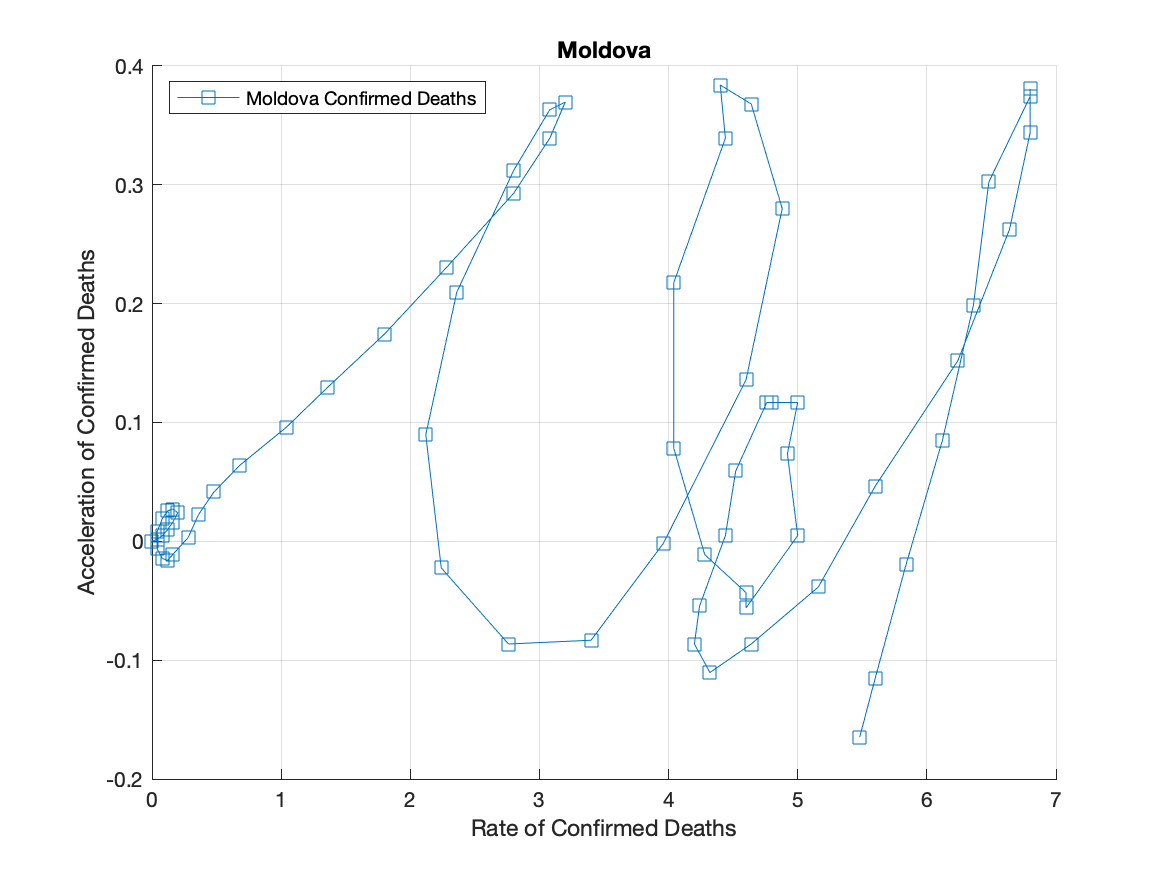 Moldova
Moldova Confirmed Deaths
Acceleration of Confirmed Deaths
0.4
0.3
0.2
0.1
0
-0.1
-0.2
0 1 2 3 4 5 6 7
Rate of Confirmed Deaths